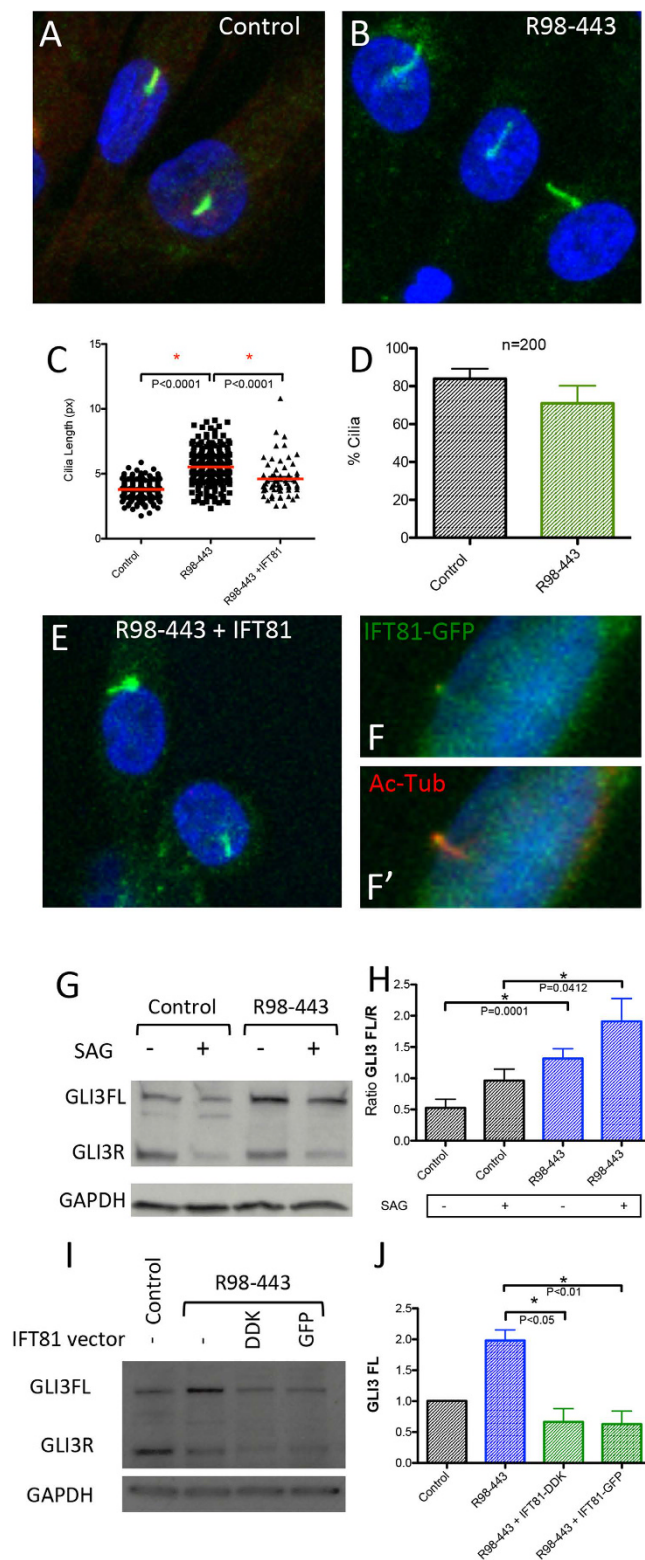 A Control
B R98-443
C
15
10
5
0
Cilia Length (px)
*
*
P<0.0001
P<0.0001
Control
R98-443
R98-443 +IFT81
D
n=200
100
80
60
40
20
0
% Cilia
Control
R98-443
E R98-443 + IFT81
IFT81-GFP
F
Ac-Tub
F'
G
Control R98-443
SAG - + - +
GLI3FL
GLI3R
GAPDH
H
2.5
2.0
1.5
1.0
0.5
0.0
Ratio GLI3 FL/R
*
P=0.0412
*
P=0.0001
Control
Control
R98-443
R98-443
SAG - + - +
I
Control
R98-443
IFT81 vector - - DDK GFP
GLI3FL
GLI3R
GAPDH
J
2.5
2.0
1.5
1.0
0.5
0.0
GLI3 FL
*
P<0.01
*
P<0.05
Control
R98-443
R98-443 + IFT81-DDK
R98-443 + IFT81-GFP